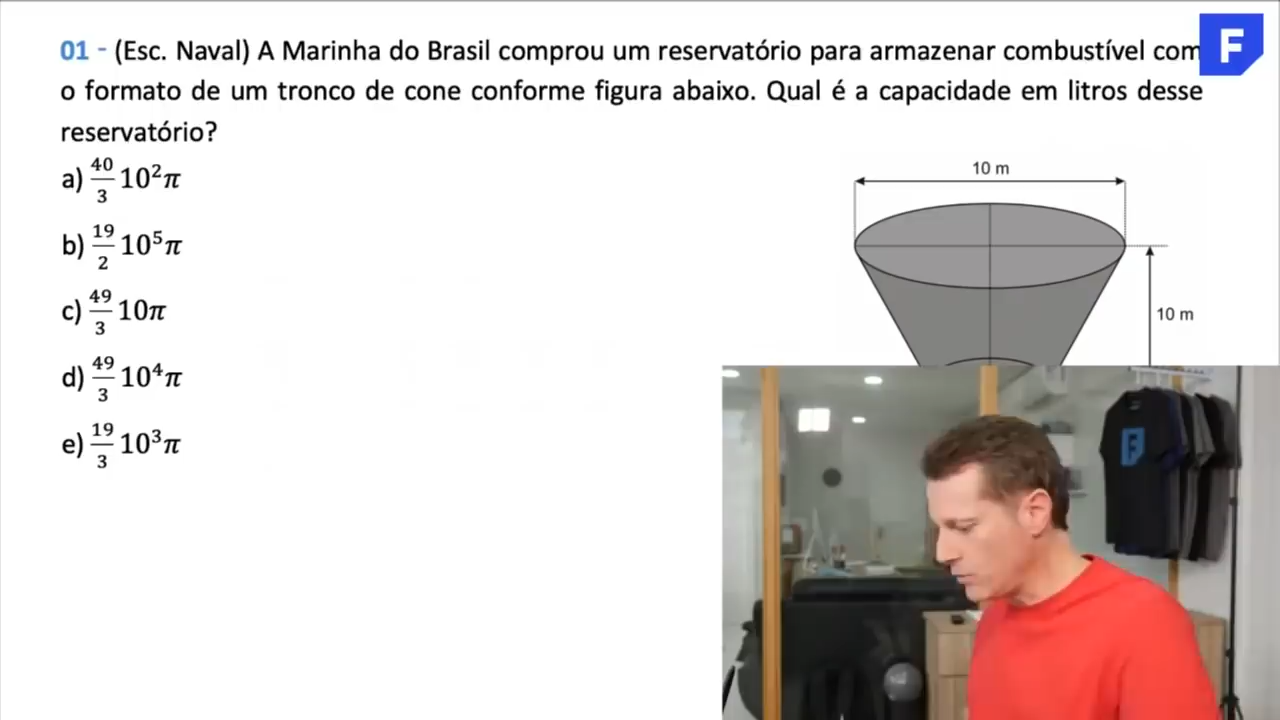 01 - (Esc. Naval) A Marinha do Brasil comprou um reservatório para armazenar combustível com
o formato de um tronco de cone conforme figura abaixo. Qual é a capacidade em litros desse
reservatório?
a) 40/3 10²π
b) 19/2 10⁵π
c) 49/3 10π
d) 49/3 10⁴π
e) 19/3 10³π
10 m
10 m
F
F